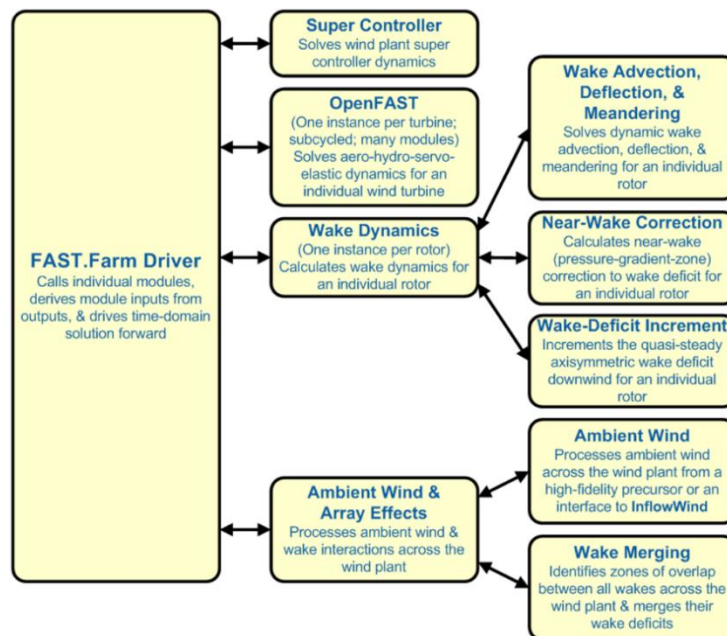 FAST.Farm Driver
Calls individual modules,
derives module inputs from
outputs, & drives time-domain
solution forward
Super Controller
Solves wind plant super
controller dynamics
OpenFAST
(One instance per turbine;
subcycled; many modules)
Solves aero-hydro-servo-
elastic dynamics for an
individual wind turbine
Wake Dynamics
(One instance per rotor)
Calculates wake dynamics for
an individual rotor
Wake Advection,
Deflection, &
Meandering
Solves dynamic wake
advection, deflection, &
meandering for an individual
rotor
Near-Wake Correction
Calculates near-wake
(pressure-gradient-zone)
correction to wake deficit for
an individual rotor
Wake-Deficit Increment
Increments the quasi-steady
axisymmetric wake deficit
downwind for an individual
rotor
Ambient Wind &
Array Effects
Processes ambient wind &
wake interactions across the
wind plant
Ambient Wind
Processes ambient wind
across the wind plant from a
high-fidelity precursor or an
interface to InflowWind
Wake Merging
Identifies zones of overlap
between all wakes across the
wind plant & merges their
wake deficits